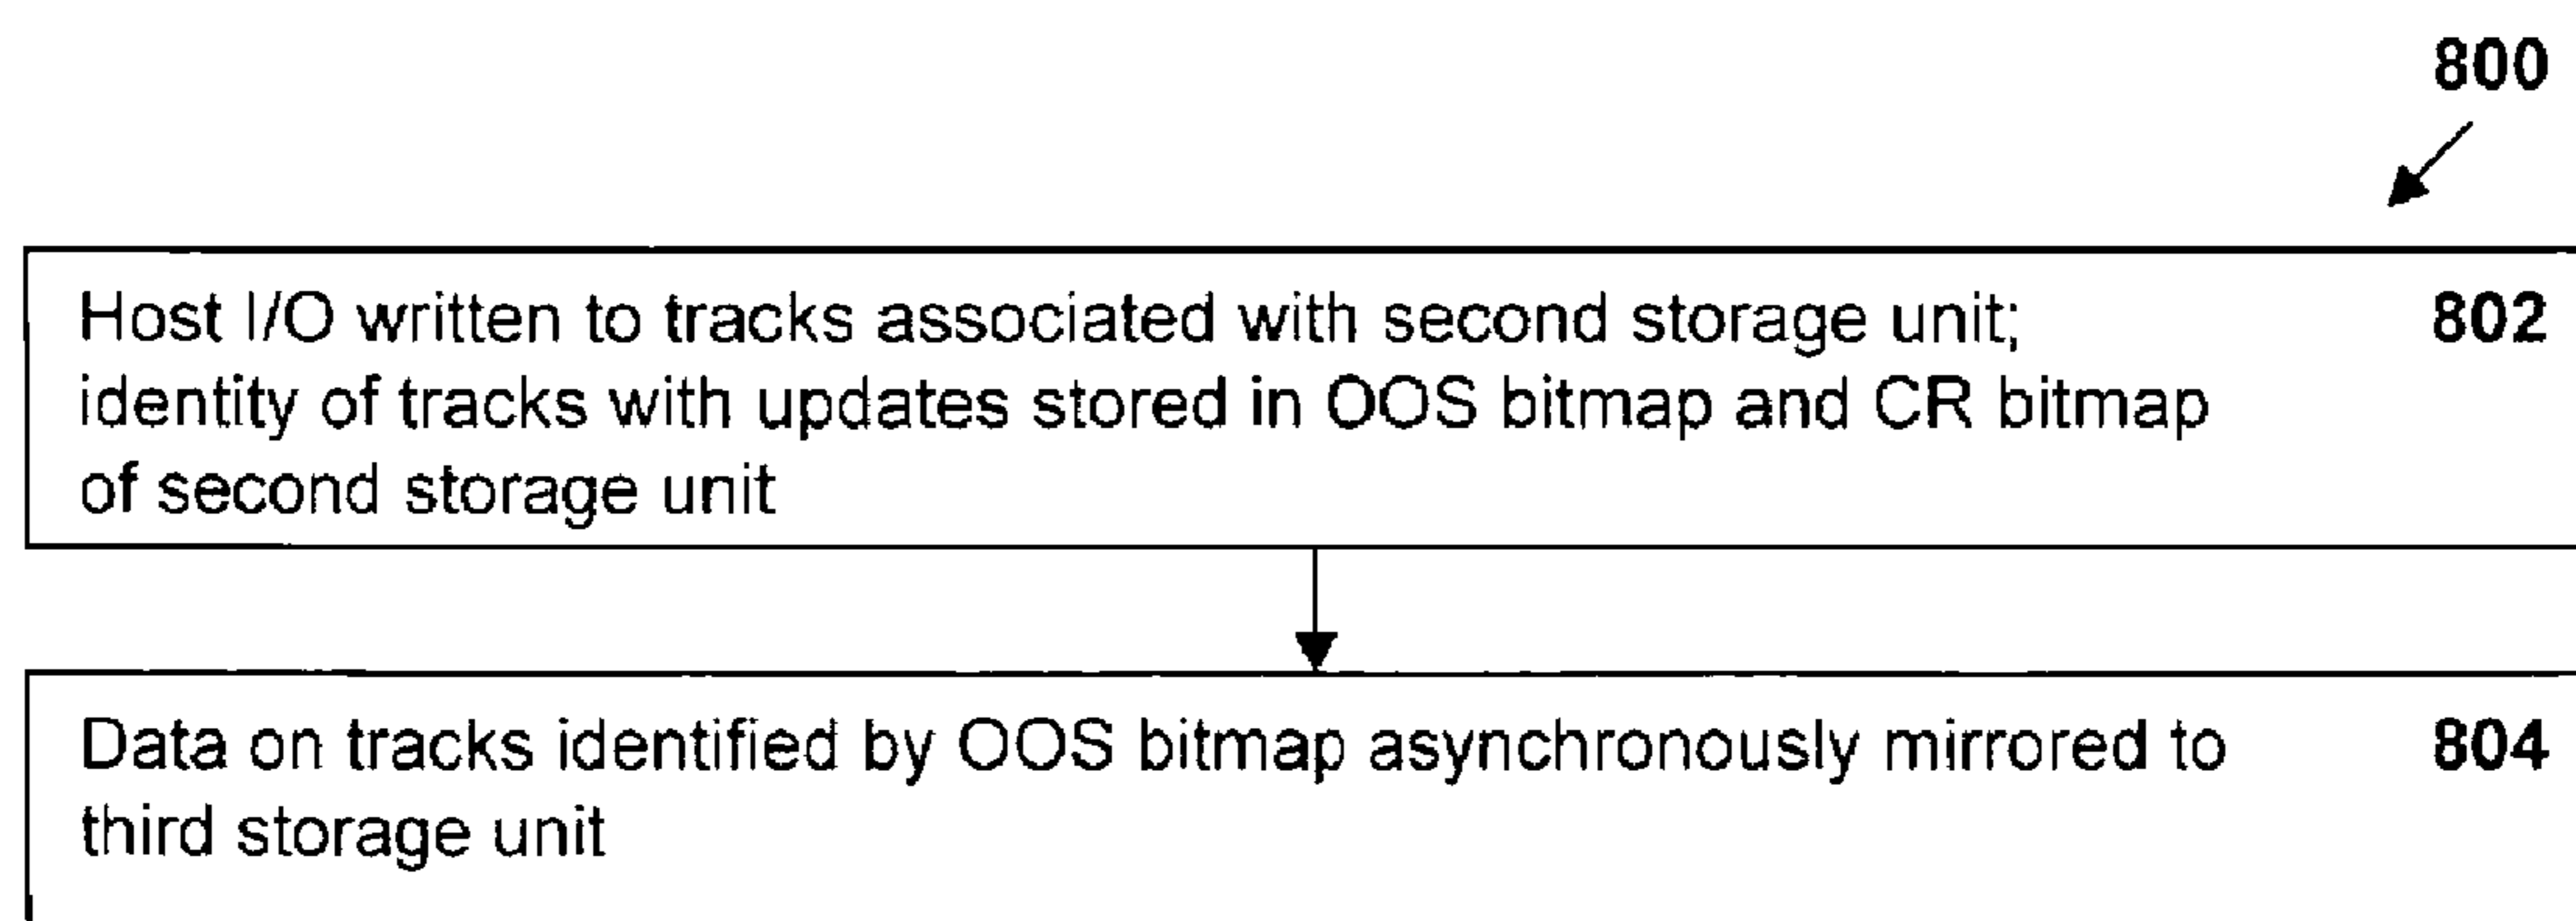 800
Host I/O written to tracks associated with second storage unit; 802
identity of tracks with updates stored in OOS bitmap and CR bitmap
of second storage unit
Data on tracks identified by OOS bitmap asynchronously mirrored to 804
third storage unit